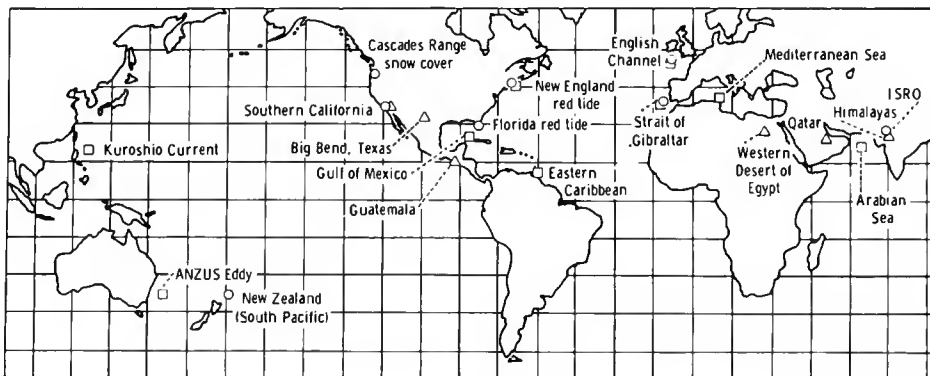 Cascades Range
snow cover
English
Channel
Mediterranean Sea
New England
red tide
ISRO
Southern California
Florida red tide
Strait of
Gibraltar
Qatar
Himalayas
Kuroshio Current
Big Bend, Texas
Gulf of Mexico
Eastern
Caribbean
Western
Desert of
Egypt
Arabian
Sea
Guatemala
ANZUS Eddy
New Zealand
(South Pacific)